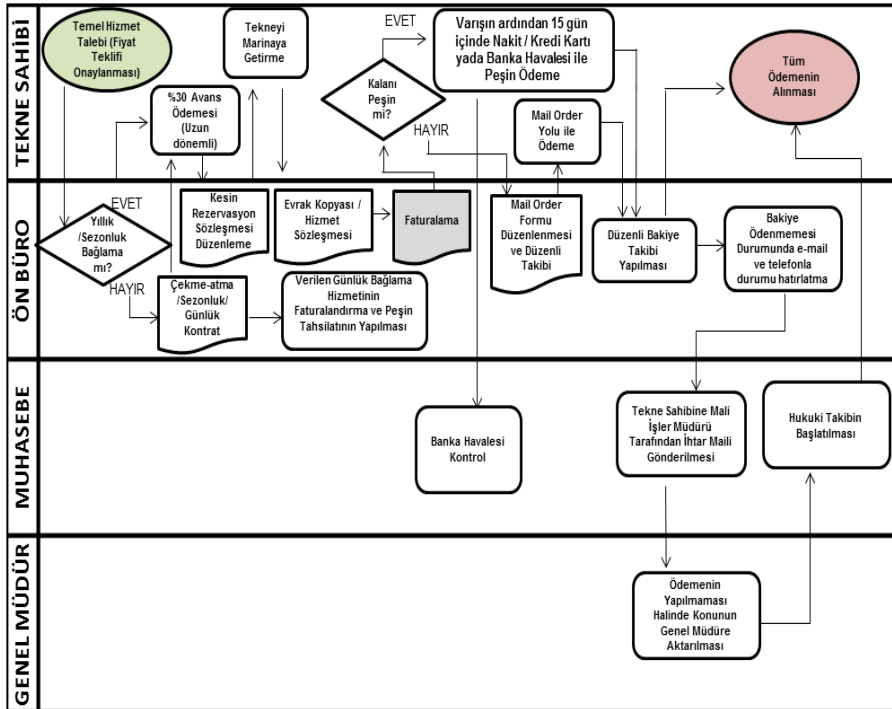 TEKNE SAHİBİ
Temel Hizmet
Talebi (Fiyat
Teklifi
Onaylanması)
%30 Avans
Ödemesi
(Uzun
dönemli)
Tekneyi
Marinaya
Getirme
Kalanı
Peşin
mi?
EVET
HAYIR
Varışın ardından 15 gün
içinde Nakit / Kredi Kartı
yada Banka Havalesi ile
Peşin Ödeme
Mail Order
Yolu ile
Ödeme
Tüm
Ödemenin
Alınması
ÖN BÜRO
Yıllık
/Sezonluk
Bağlama
mı?
EVET
HAYIR
Kesin
Rezervasyon
Sözleşmesi
Düzenleme
Evrak Kopyası /
Hizmet
Sözleşmesi
Faturalama
Mail Order
Formu
Düzenlenmesi
ve Düzenli
Takibi
Düzenli Bakiye
Takibi
Yapılması
Bakiye
Ödenmemesi
Durumunda e-mail
ve telefonla
durumu hatırlatma
Çekme-atma
/Sezonluk/
Günlük
Kontrat
Verilen Günlük Bağlama
Hizmetinin
Faturalandırma ve Peşin
Tahsilatının Yapılması
MUHASEBE
Banka Havalesi
Kontrol
Tekne Sahibine Mali
İşler Müdürü
Tarafından İhtar Maili
Gönderilmesi
Hukuki Takibin
Başlatılması
GENEL MÜDÜR
Ödemenin
Yapılmaması
Halinde Konunun
Genel Müdüre
Aktarılması